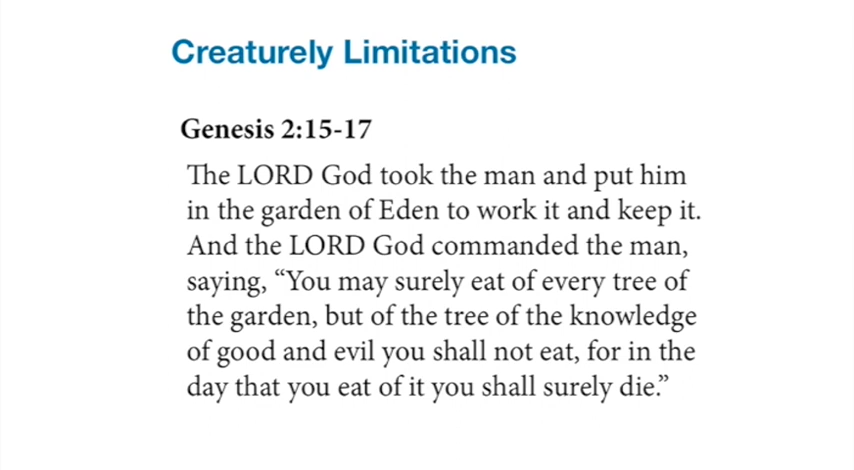 Creaturely Limitations
Genesis 2:15-17
The LORD God took the man and put him
in the garden of Eden to work it and keep it.
And the LORD God commanded the man,
saying, “You may surely eat of every tree of
the garden, but of the tree of the knowledge
of good and evil you shall not eat, for in the
day that you eat of it you shall surely die.”